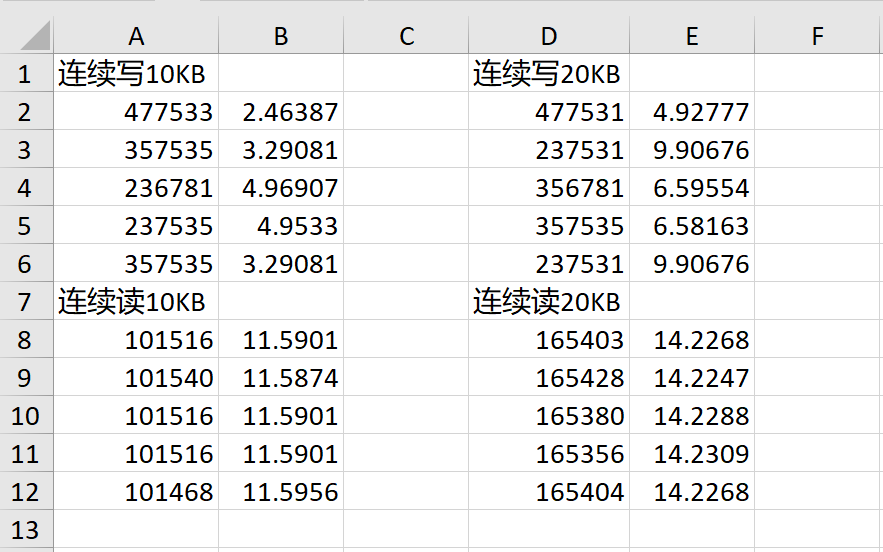 A B C D E F
1 连续写10KB 连续写20KB
2 477533 2.46387 477531 4.92777
3 357535 3.29081 237531 9.90676
4 236781 4.96907 356781 6.59554
5 237535 4.9533 357535 6.58163
6 357535 3.29081 237531 9.90676
7 连续读10KB 连续读20KB
8 101516 11.5901 165403 14.2268
9 101540 11.5874 165428 14.2247
10 101516 11.5901 165380 14.2288
11 101516 11.5901 165356 14.2309
12 101468 11.5956 165404 14.2268
13